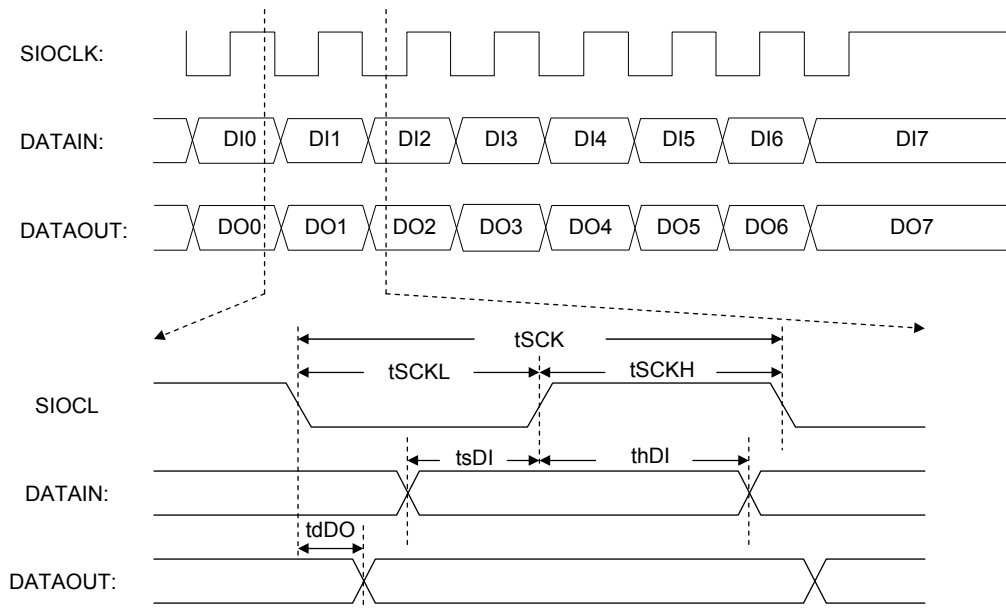 SIOCLK:
DATAIN: DI0 DI1 DI2 DI3 DI4 DI5 DI6 DI7
DATAOUT: DO0 DO1 DO2 DO3 DO4 DO5 DO6 DO7
tSCK
tSCKL tSCKH
SIOCL
tsDI thDI
DATAIN:
tdDO
DATAOUT: